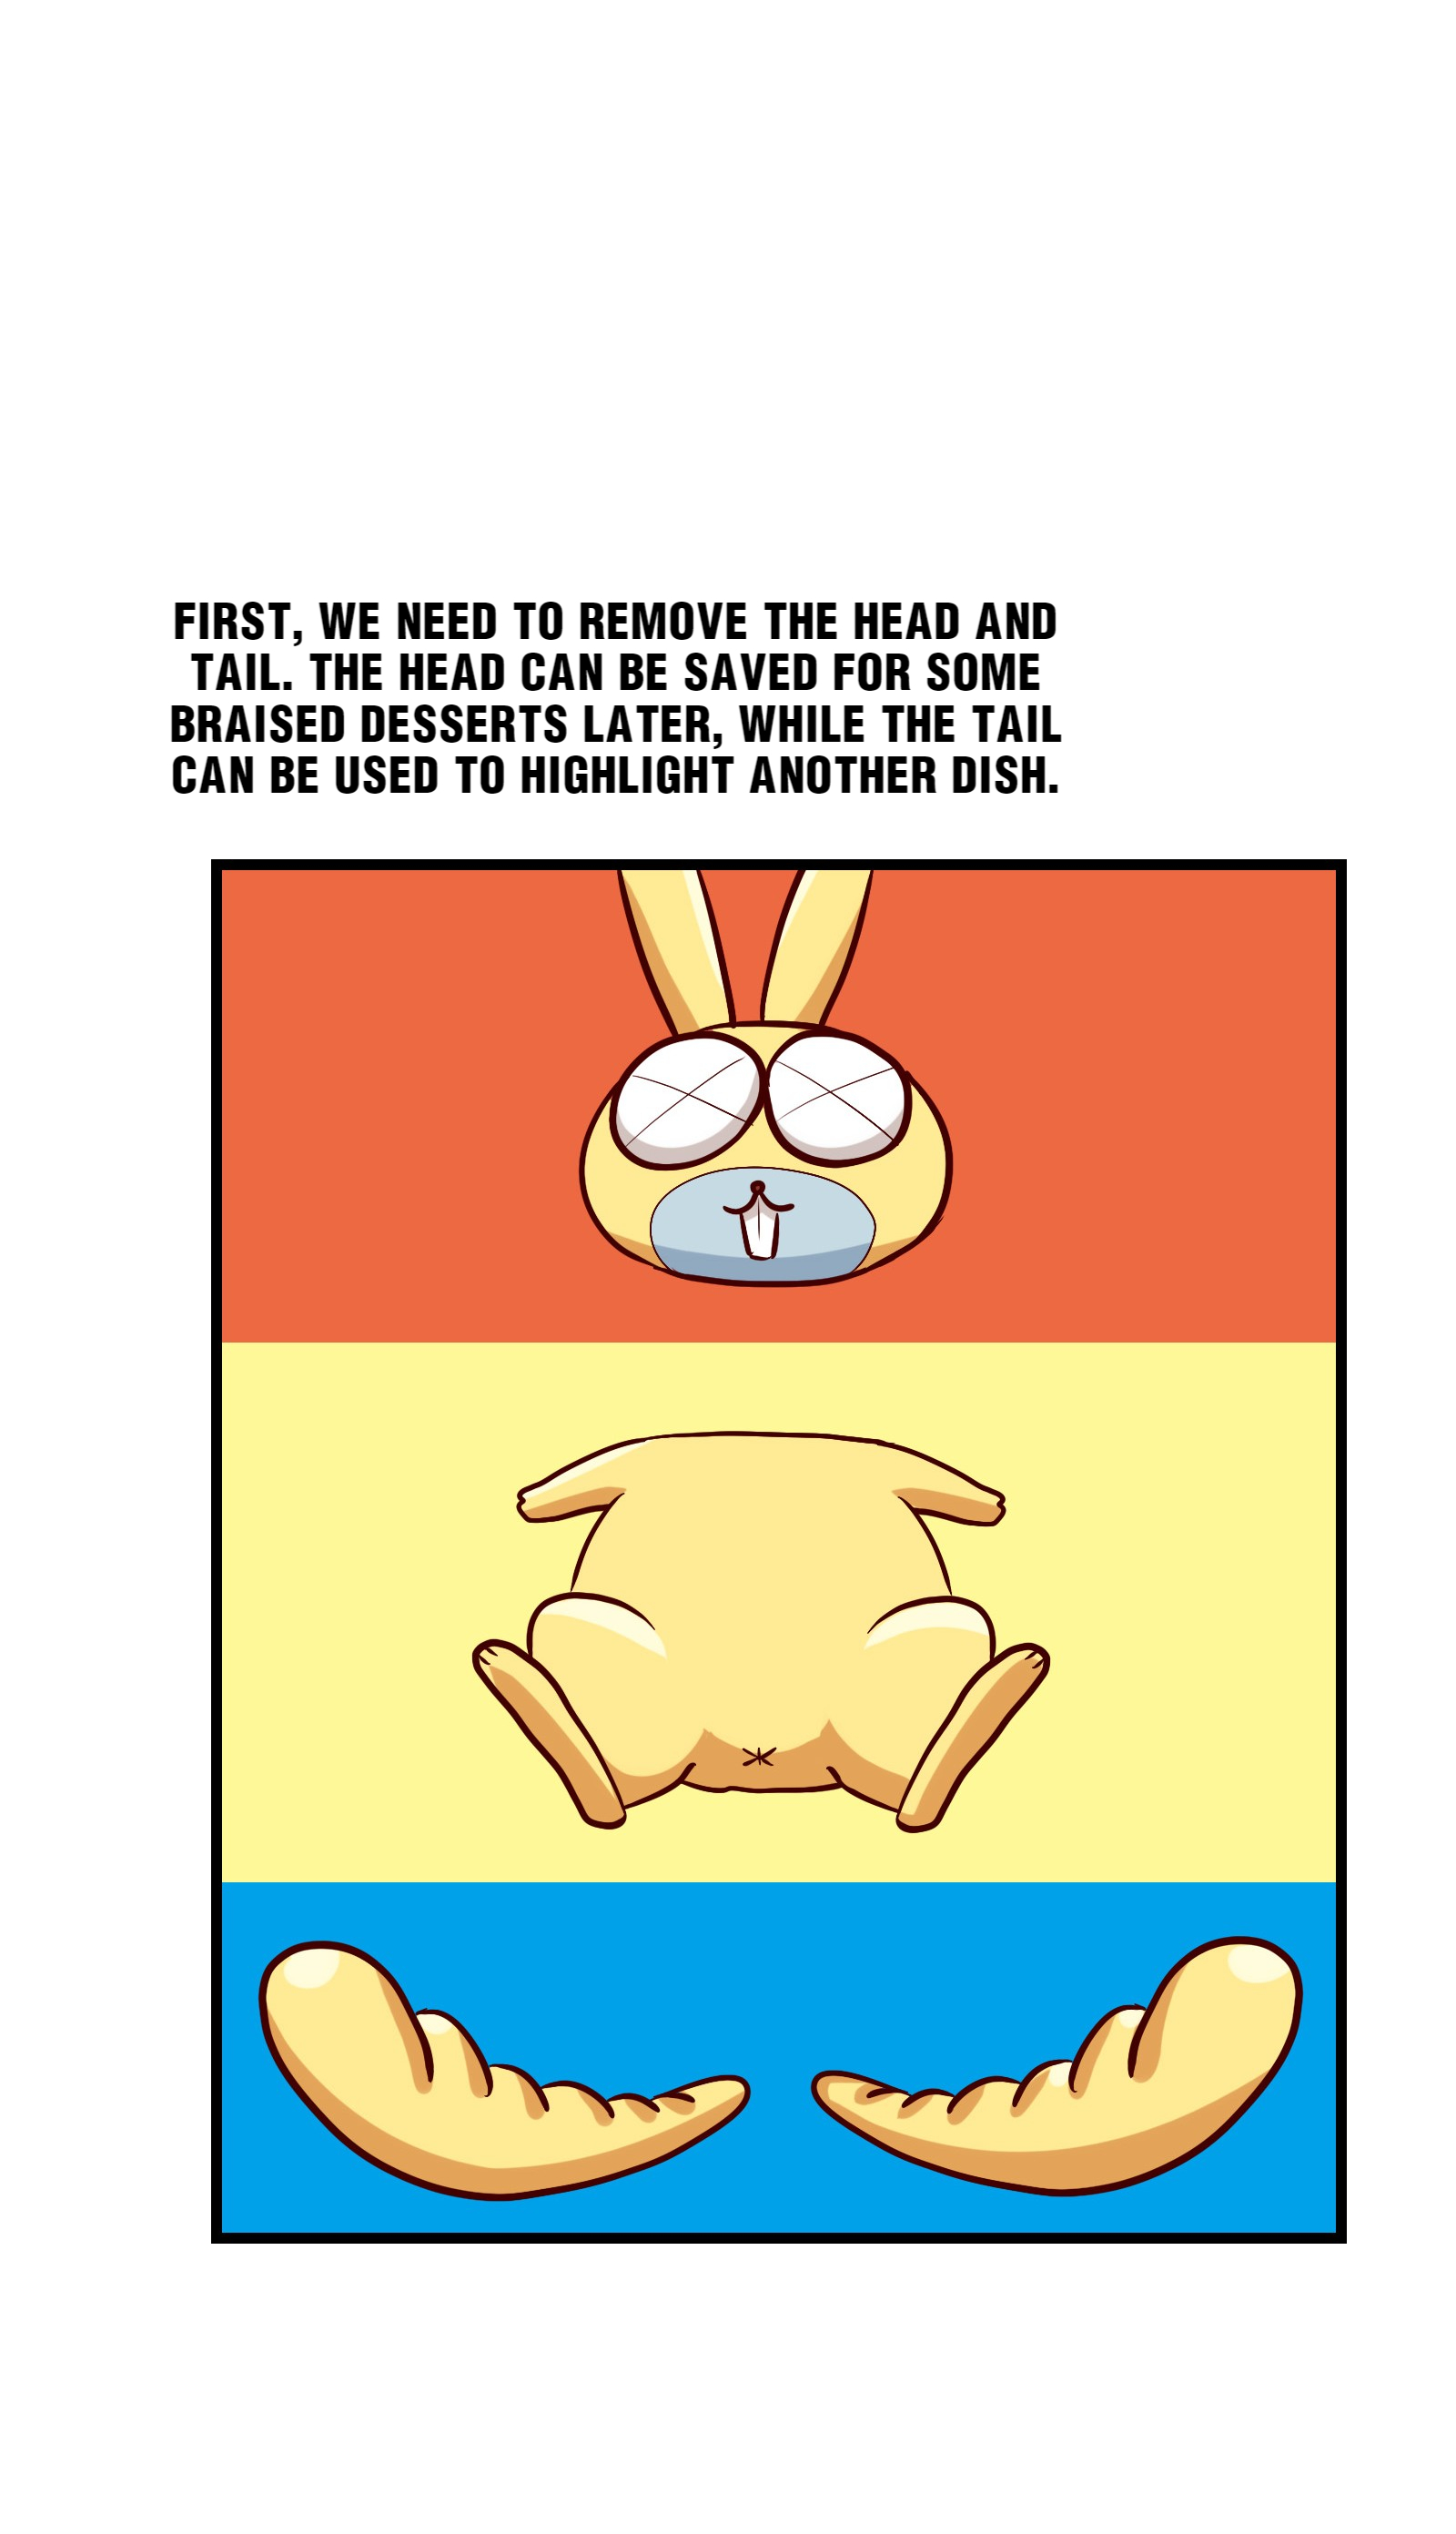 FIRST, WE NEED TO REMOVE THE HEAD AND
TAIL. THE HEAD CAN BE SAVED FOR SOME
BRAISED DESSERTS LATER, WHILE THE TAIL
CAN BE USED TO HIGHLIGHT ANOTHER DISH.